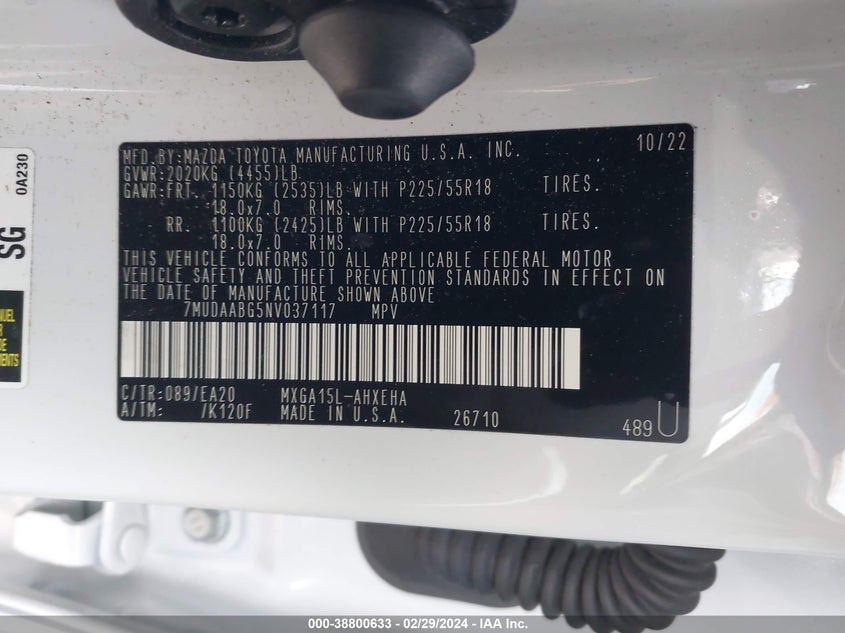 MFD.BY:MAZDA TOYOTA MANUFACTURING U.S.A. INC. 10/22
GVWR:2020KG (4455)LB
GAWR:FRT. 1150KG (2535)LB WITH P225/55R18 TIRES.
18.0x7.0 RIMS.
RR. 1100KG (2425)LB WITH P225/55R18 TIRES.
18.0x7.0 RIMS.
THIS VEHICLE CONFORMS TO ALL APPLICABLE FEDERAL MOTOR
VEHICLE SAFETY AND THEFT PREVENTION STANDARDS IN EFFECT ON
THE DATE OF MANUFACTURE SHOWN ABOVE
7MUDAABG5NV037117 MPV
C/TR:089/EA20 MXGA15L-AHXEHA
A/TM: /K120F MADE IN U.S.A. 26710
489U
SG 0A230
000-38800633 - 02/29/2024 - IAA Inc.